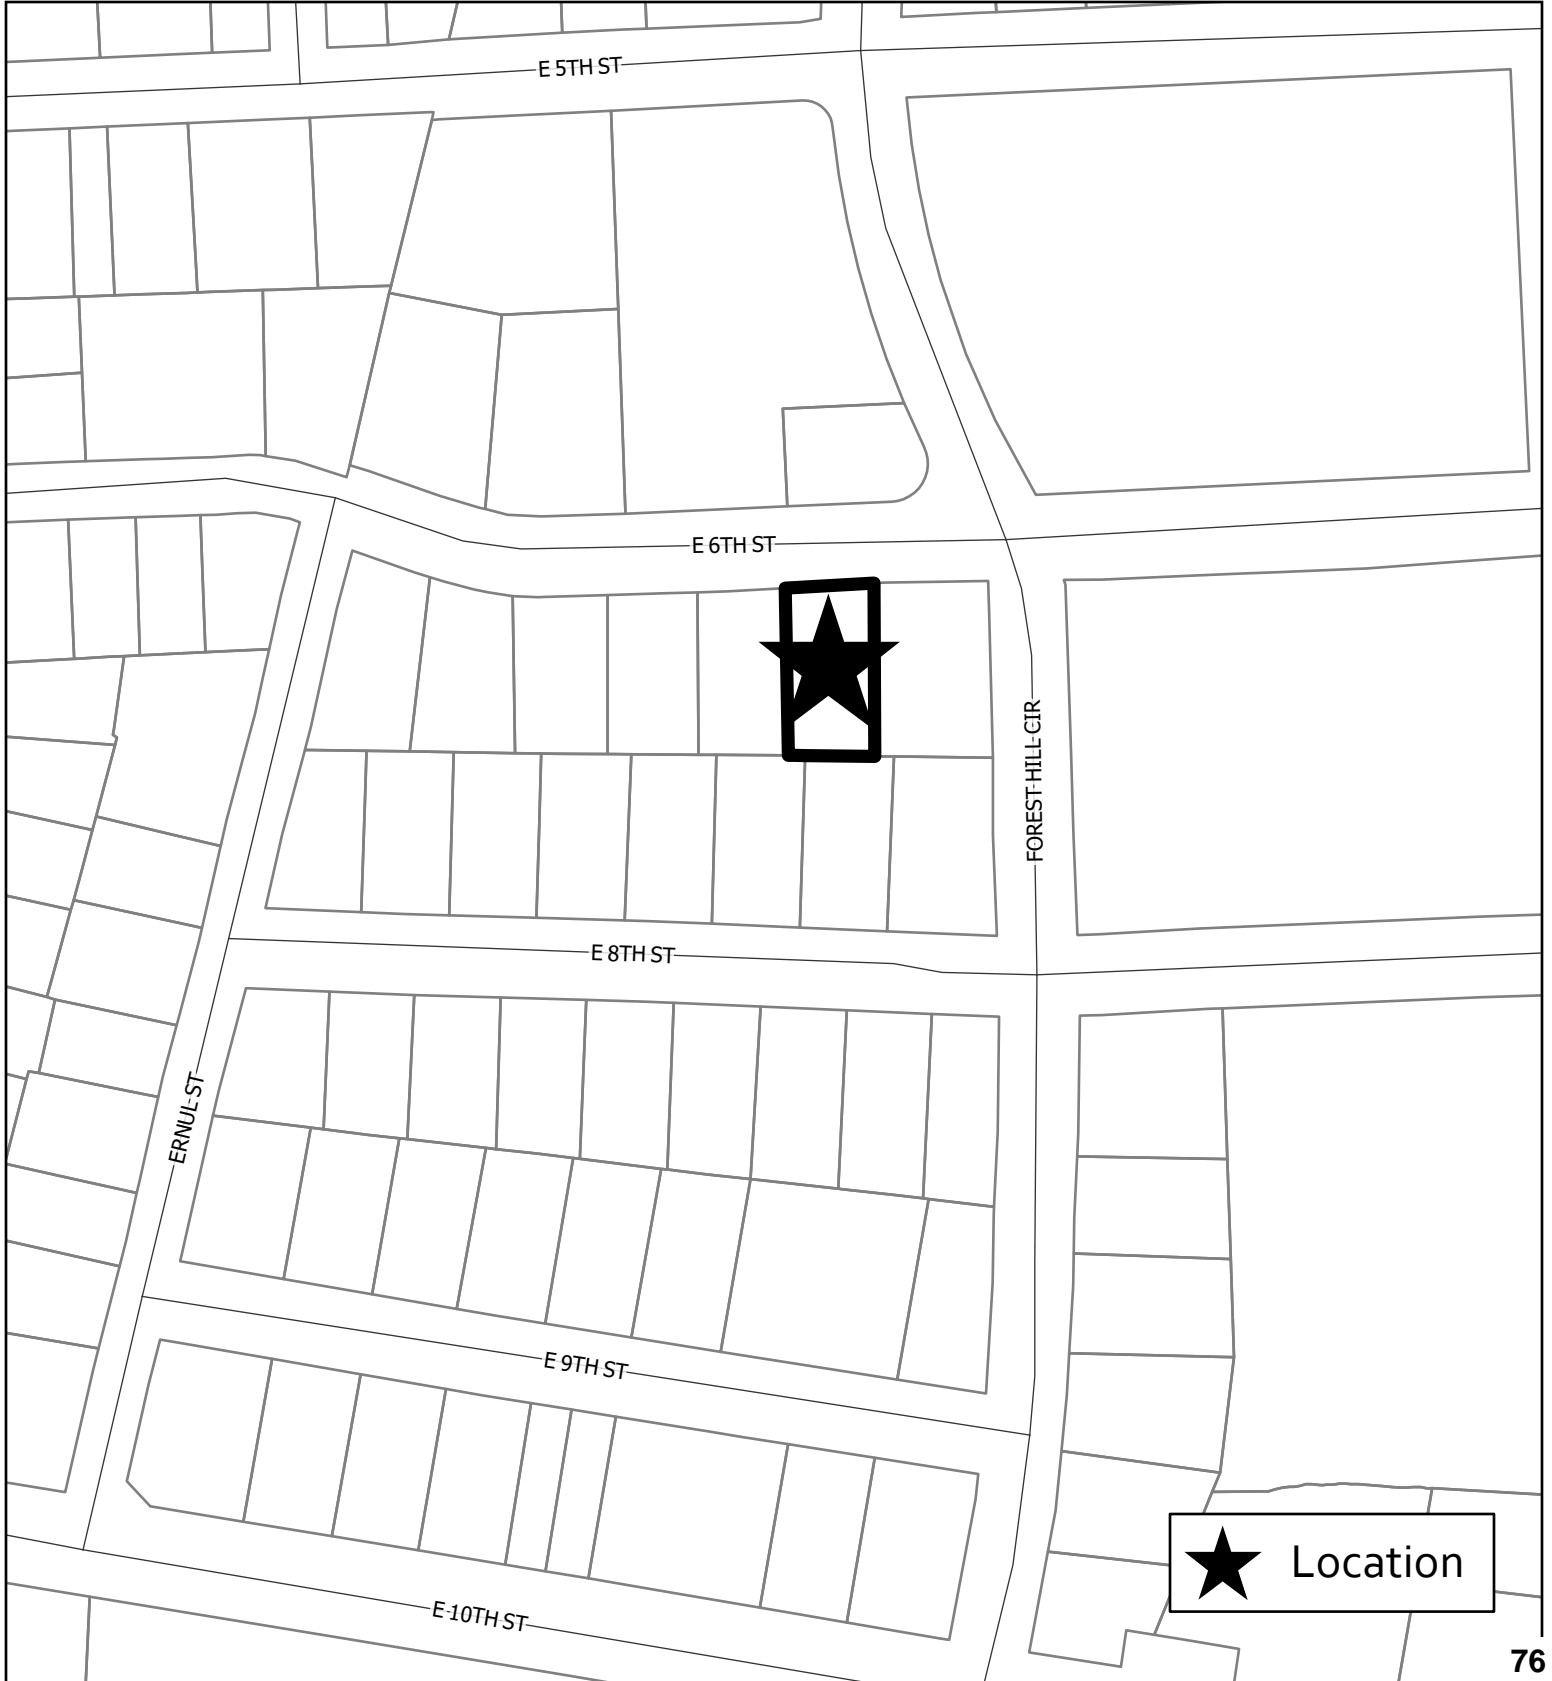 E 5TH ST
E 6TH ST
FOREST HILL CIR
E 8TH ST
ERNUL ST
E 9TH ST
E 10TH ST
Location
76